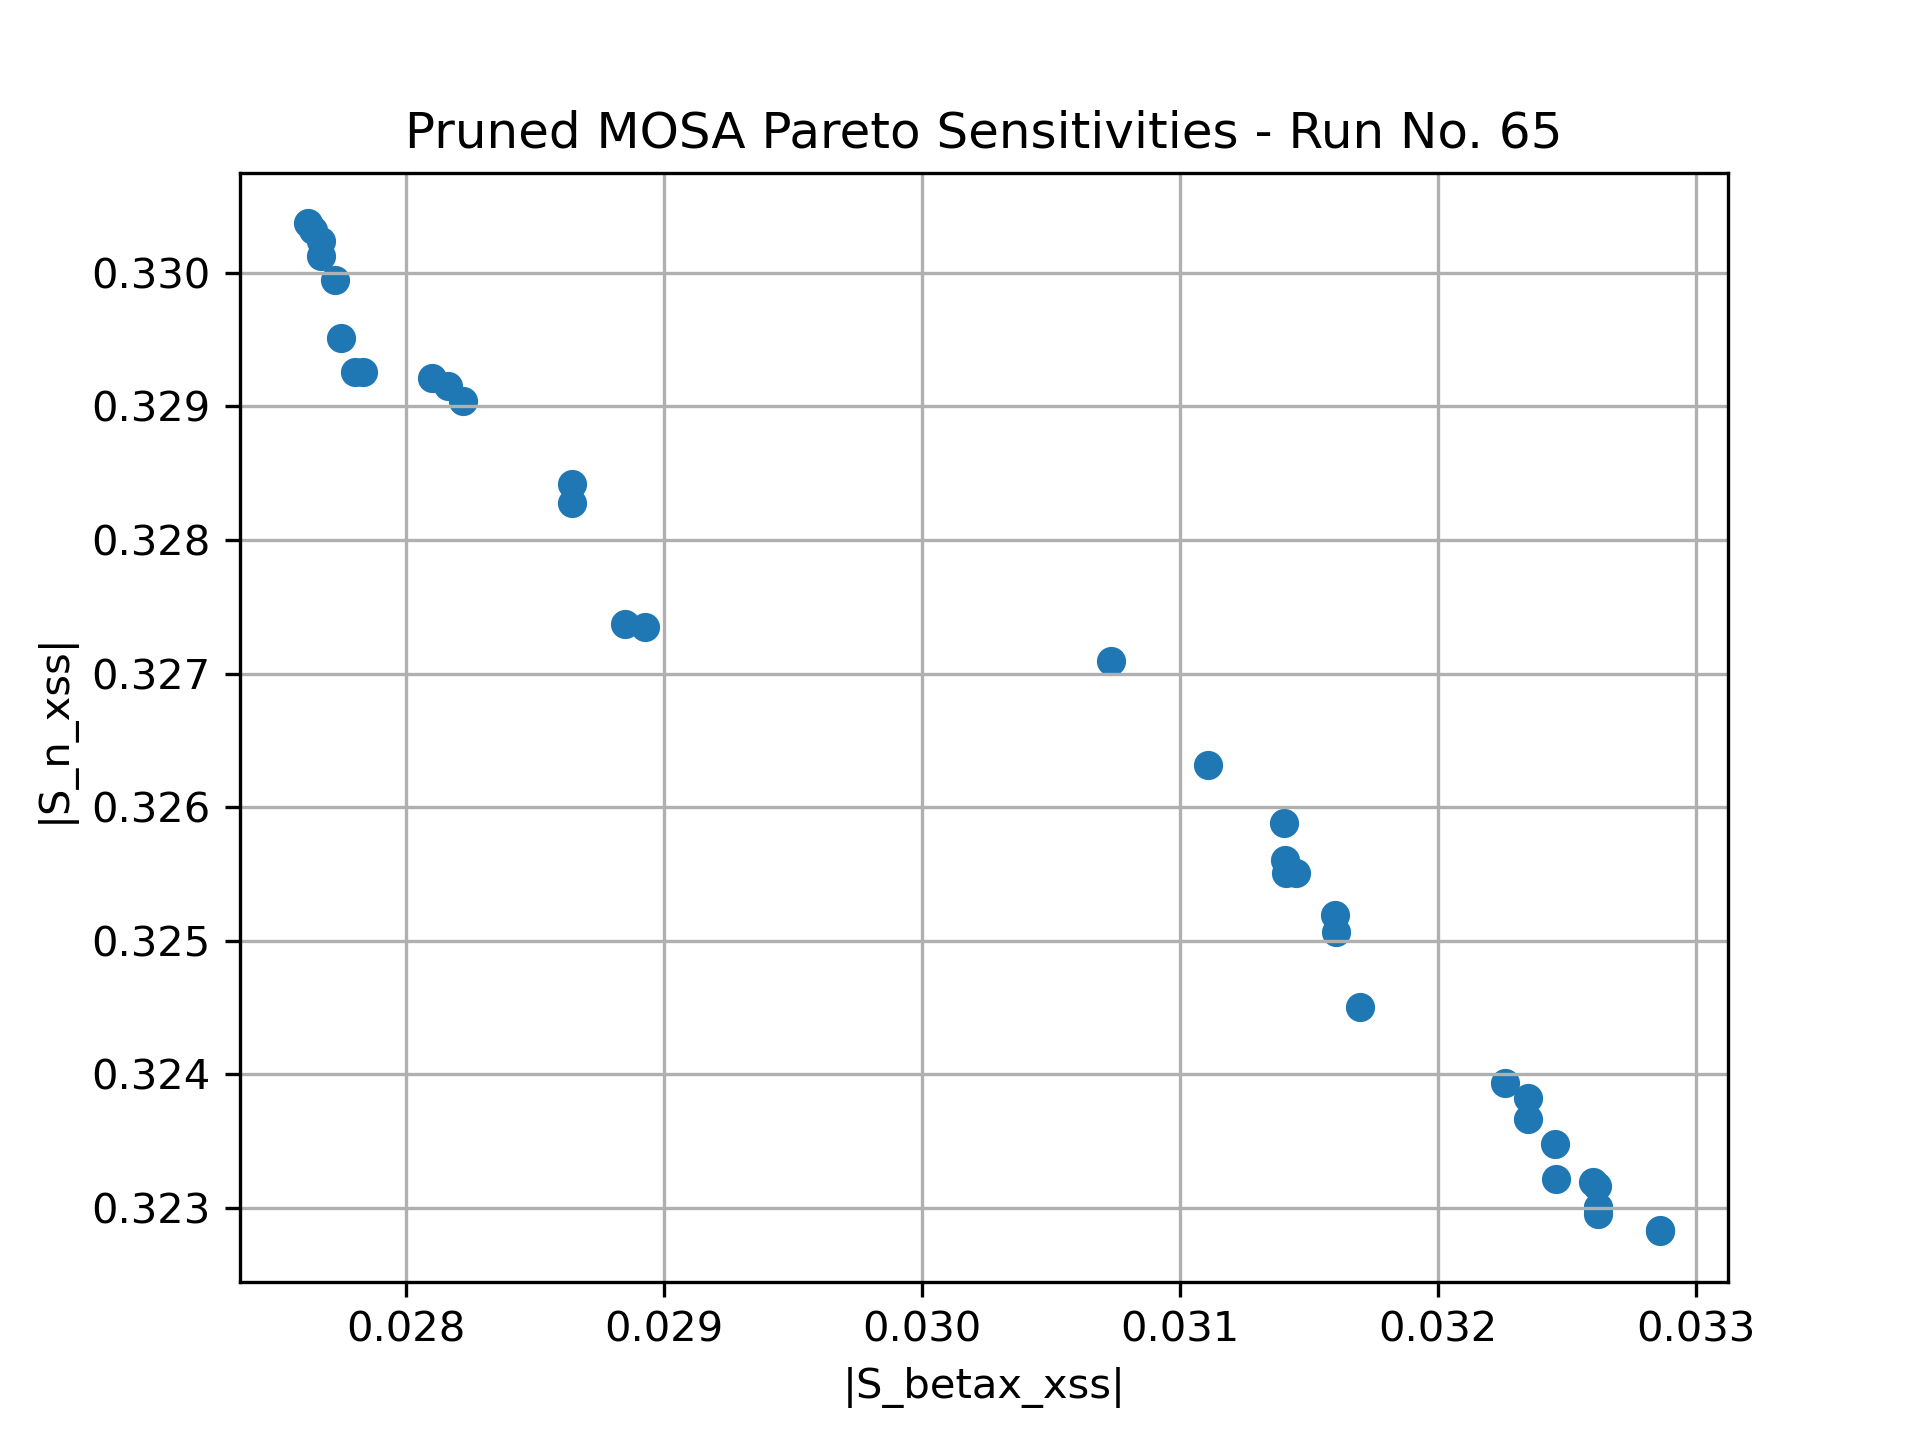 Pruned MOSA Pareto Sensitivities - Run No. 65
0.330
0.329
0.328
0.327
0.326
0.325
0.324
0.323
|S_n_xss|
0.028 0.029 0.030 0.031 0.032 0.033
|S_betax_xss|